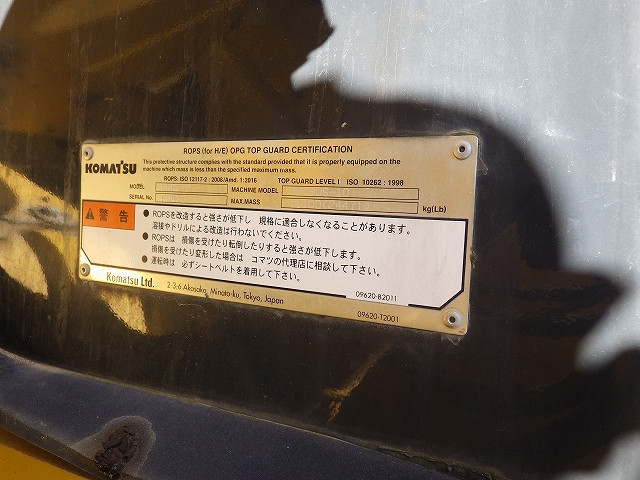 ROPS (for H/E) OPG TOP GUARD CERTIFICATION
KOMATSU
This protective structure complies with the standard provided that it is properly equipped on the
machine which mass is less than the specified maximum mass.
ROPS: ISO 12117-2 : 2008/Amd. 1:2016 TOP GUARD LEVEL I ISO 10262 : 1998
MODEL MACHINE MODEL
SERIAL No. MAX.MASS kg(Lb)
警告
● ROPSを改造すると強さが低下し 規格に適合しなくなることがあります。
溶接やドリルによる改造は行わないでください。
● ROPSは 損傷を受けたり転倒したりすると強さが低下します。
損傷を受けたり変形した場合は コマツの代理店に相談して下さい。
● 運転時は 必ずシートベルトを着用して下さい。
09620-B2011
Komatsu Ltd. 2-3-6 Akasaka, Minato-ku, Tokyo, Japan
09620-T2001